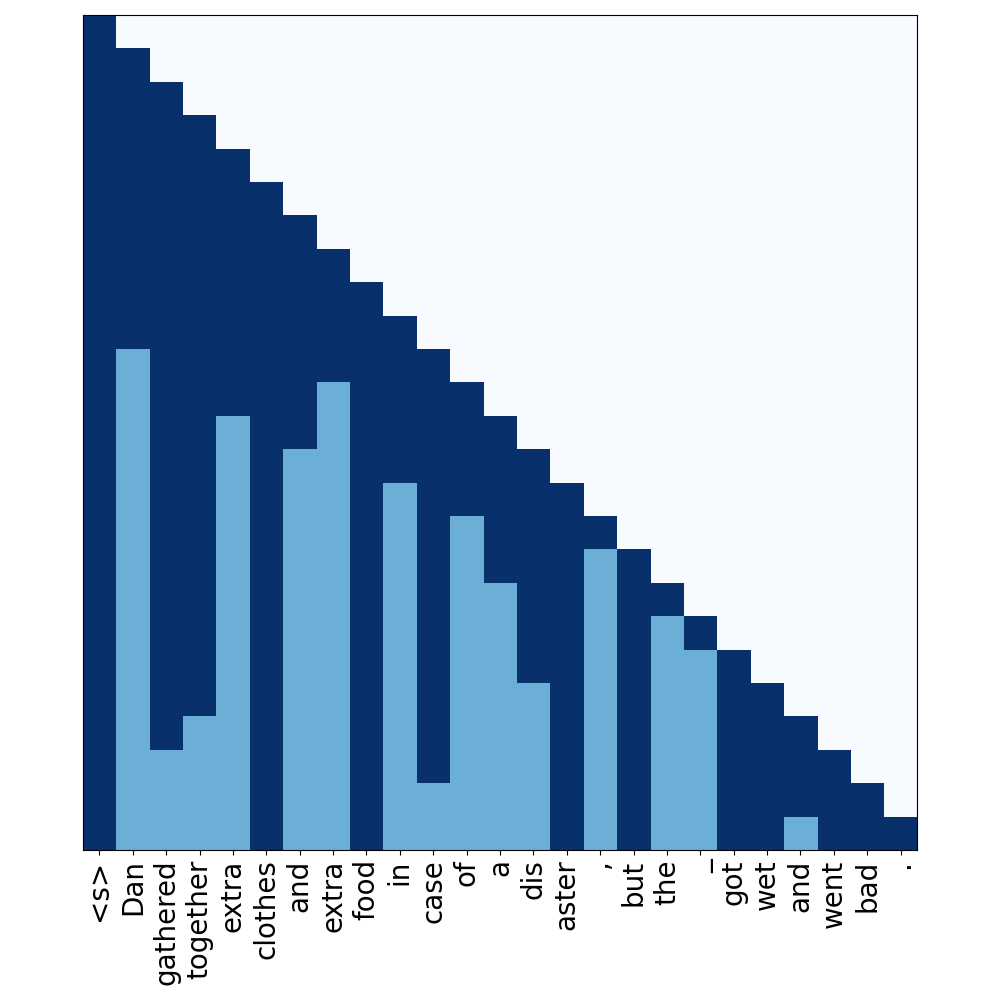 <s> Dan gathered together extra clothes and extra food in case of a dis aster , but the _ got wet and went bad .